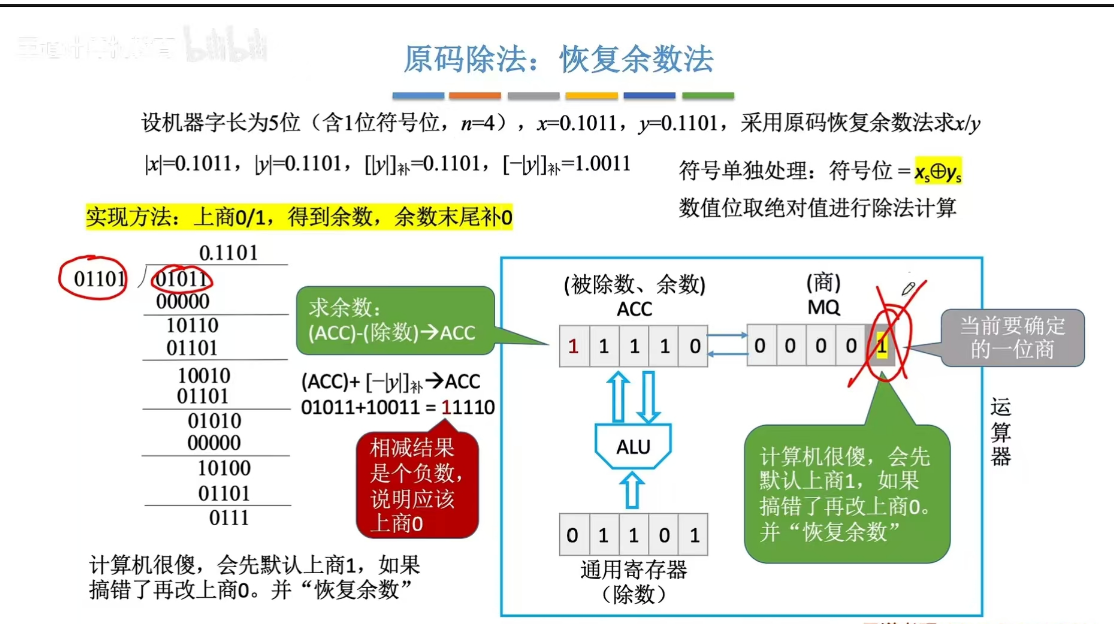 原码除法：恢复余数法
设机器字长为5位（含1位符号位，n=4），x=0.1011，y=0.1101，采用原码恢复余数法求x/y
|x|=0.1011，|y|=0.1101，[|y|]补=0.1101，[−|y|]补=1.0011
符号单独处理：符号位 = xs⊕ys
数值位取绝对值进行除法计算
实现方法：上商0/1，得到余数，余数末尾补0
0.1101
01101
01011
00000
10110
01101
10010
01101
01010
00000
10100
01101
0111
求余数：
(ACC)-(除数)→ACC
(ACC)+ [−|y|]补→ACC
01011+10011 = 11110
相减结果
是个负数，
说明应该
上商0
(被除数、余数)
ACC
1 1 1 1 0
(商)
MQ
0 0 0 0 1
当前要确定
的一位商
ALU
0 1 1 0 1
通用寄存器
（除数）
运
算
器
计算机很傻，会先
默认上商1，如果
搞错了再改上商0。
并“恢复余数”
计算机很傻，会先默认上商1，如果
搞错了再改上商0。并“恢复余数”